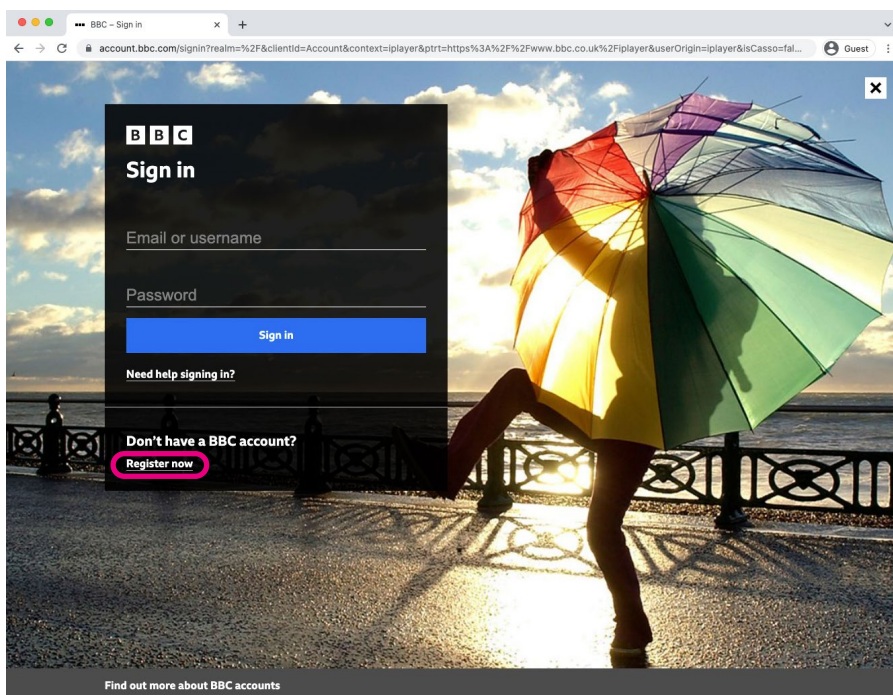 BBC – Sign in
account.bbc.com/signin?realm=%2F&clientId=Account&context=iplayer&ptrt=https%3A%2F%2Fwww.bbc.co.uk%2Fiplayer&userOrigin=iplayer&isCasso=fal...
Guest
BBC
Sign in
Email or username
Password
Sign in
Need help signing in?
Don't have a BBC account?
Register now
Find out more about BBC accounts